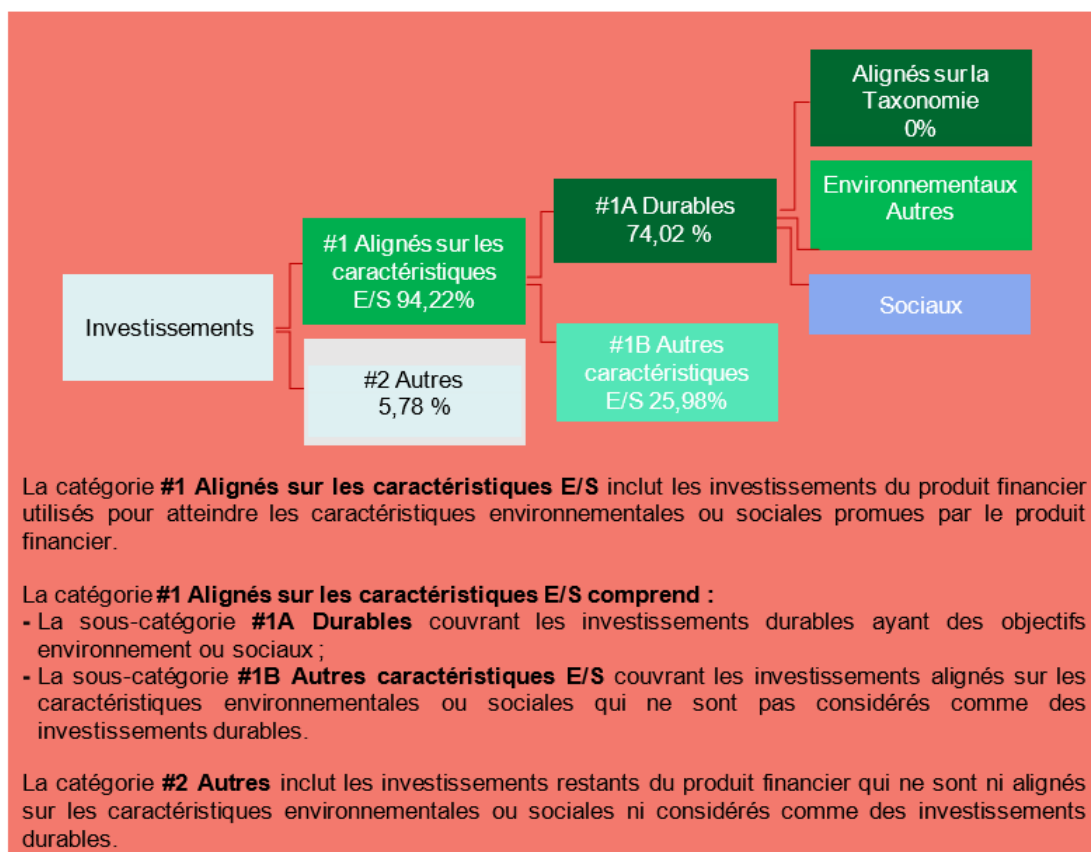 Alignés sur la
Taxonomie
0%
Environnementaux
Autres
#1A Durables
74,02 %
#1 Alignés sur les
caractéristiques
E/S 94,22%
Sociaux
Investissements
#1B Autres
caractéristiques
E/S 25,98%
#2 Autres
5,78 %
La catégorie #1 Alignés sur les caractéristiques E/S inclut les investissements du produit financier
utilisés pour atteindre les caractéristiques environnementales ou sociales promues par le produit
financier.
La catégorie #1 Alignés sur les caractéristiques E/S comprend :
- La sous-catégorie #1A Durables couvrant les investissements durables ayant des objectifs
environnement ou sociaux ;
- La sous-catégorie #1B Autres caractéristiques E/S couvrant les investissements alignés sur les
caractéristiques environnementales ou sociales qui ne sont pas considérés comme des
investissements durables.
La catégorie #2 Autres inclut les investissements restants du produit financier qui ne sont ni alignés
sur les caractéristiques environnementales ou sociales ni considérés comme des investissements
durables.